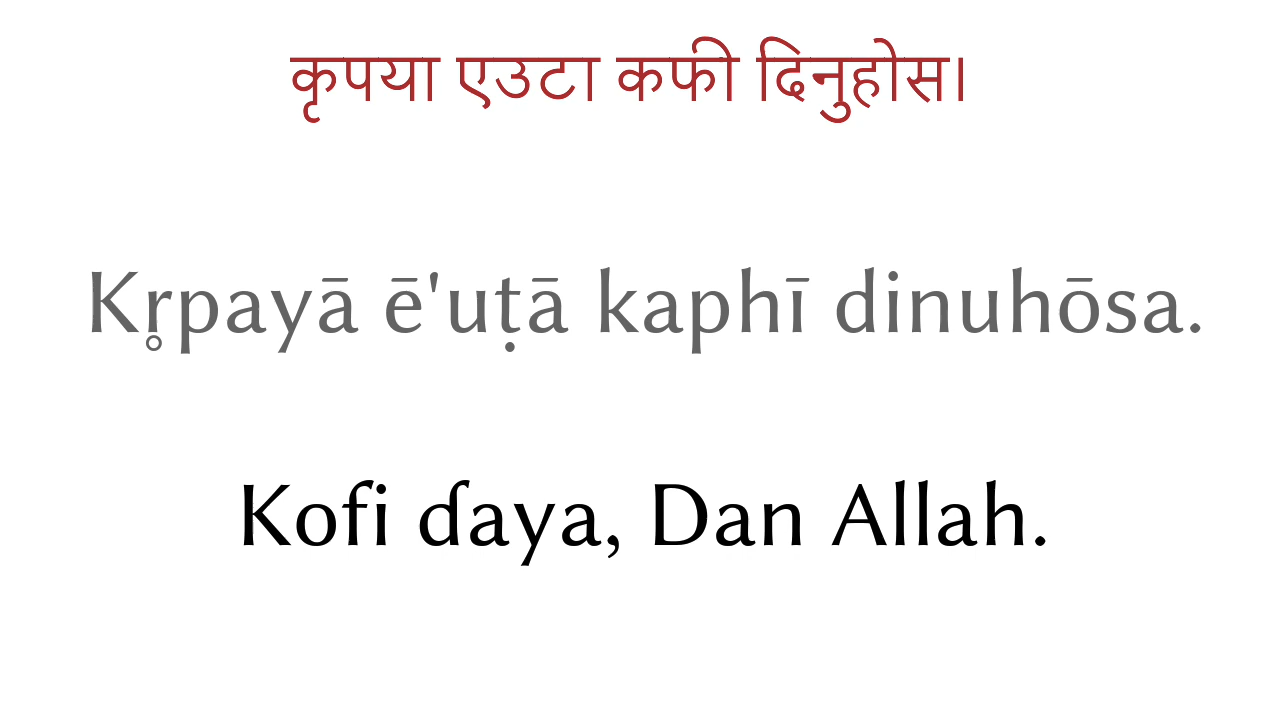 कृपया एउटा कफी दिनुहोस।
Kr̥payā ē'uṭā kaphī dinuhōsa.
Kofi ɗaya, Dan Allah.